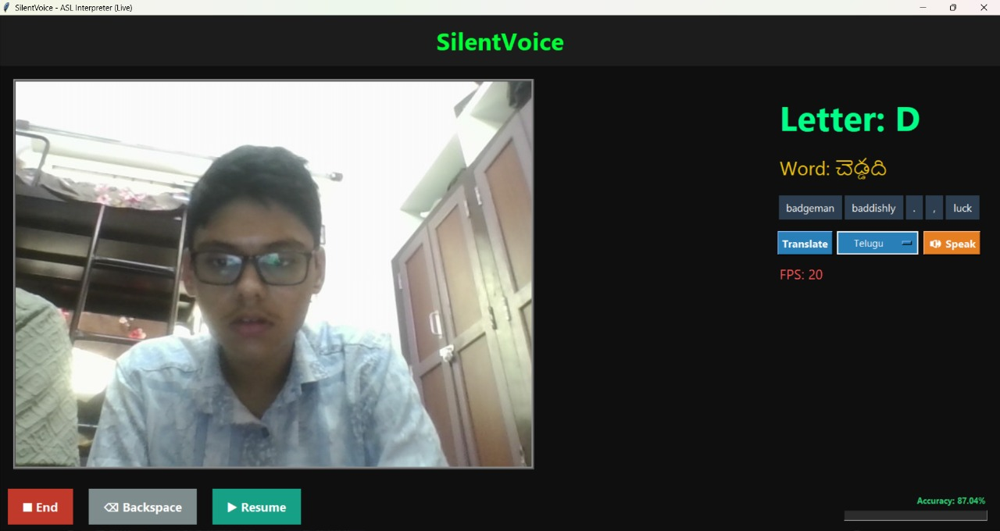 SilentVoice - ASL Interpreter (Live)
SilentVoice
Letter: D
Word: చెడ్డది
badgeman baddishly . , luck
Translate Telugu Speak
FPS: 20
Accuracy: 87.04%
End Backspace Resume